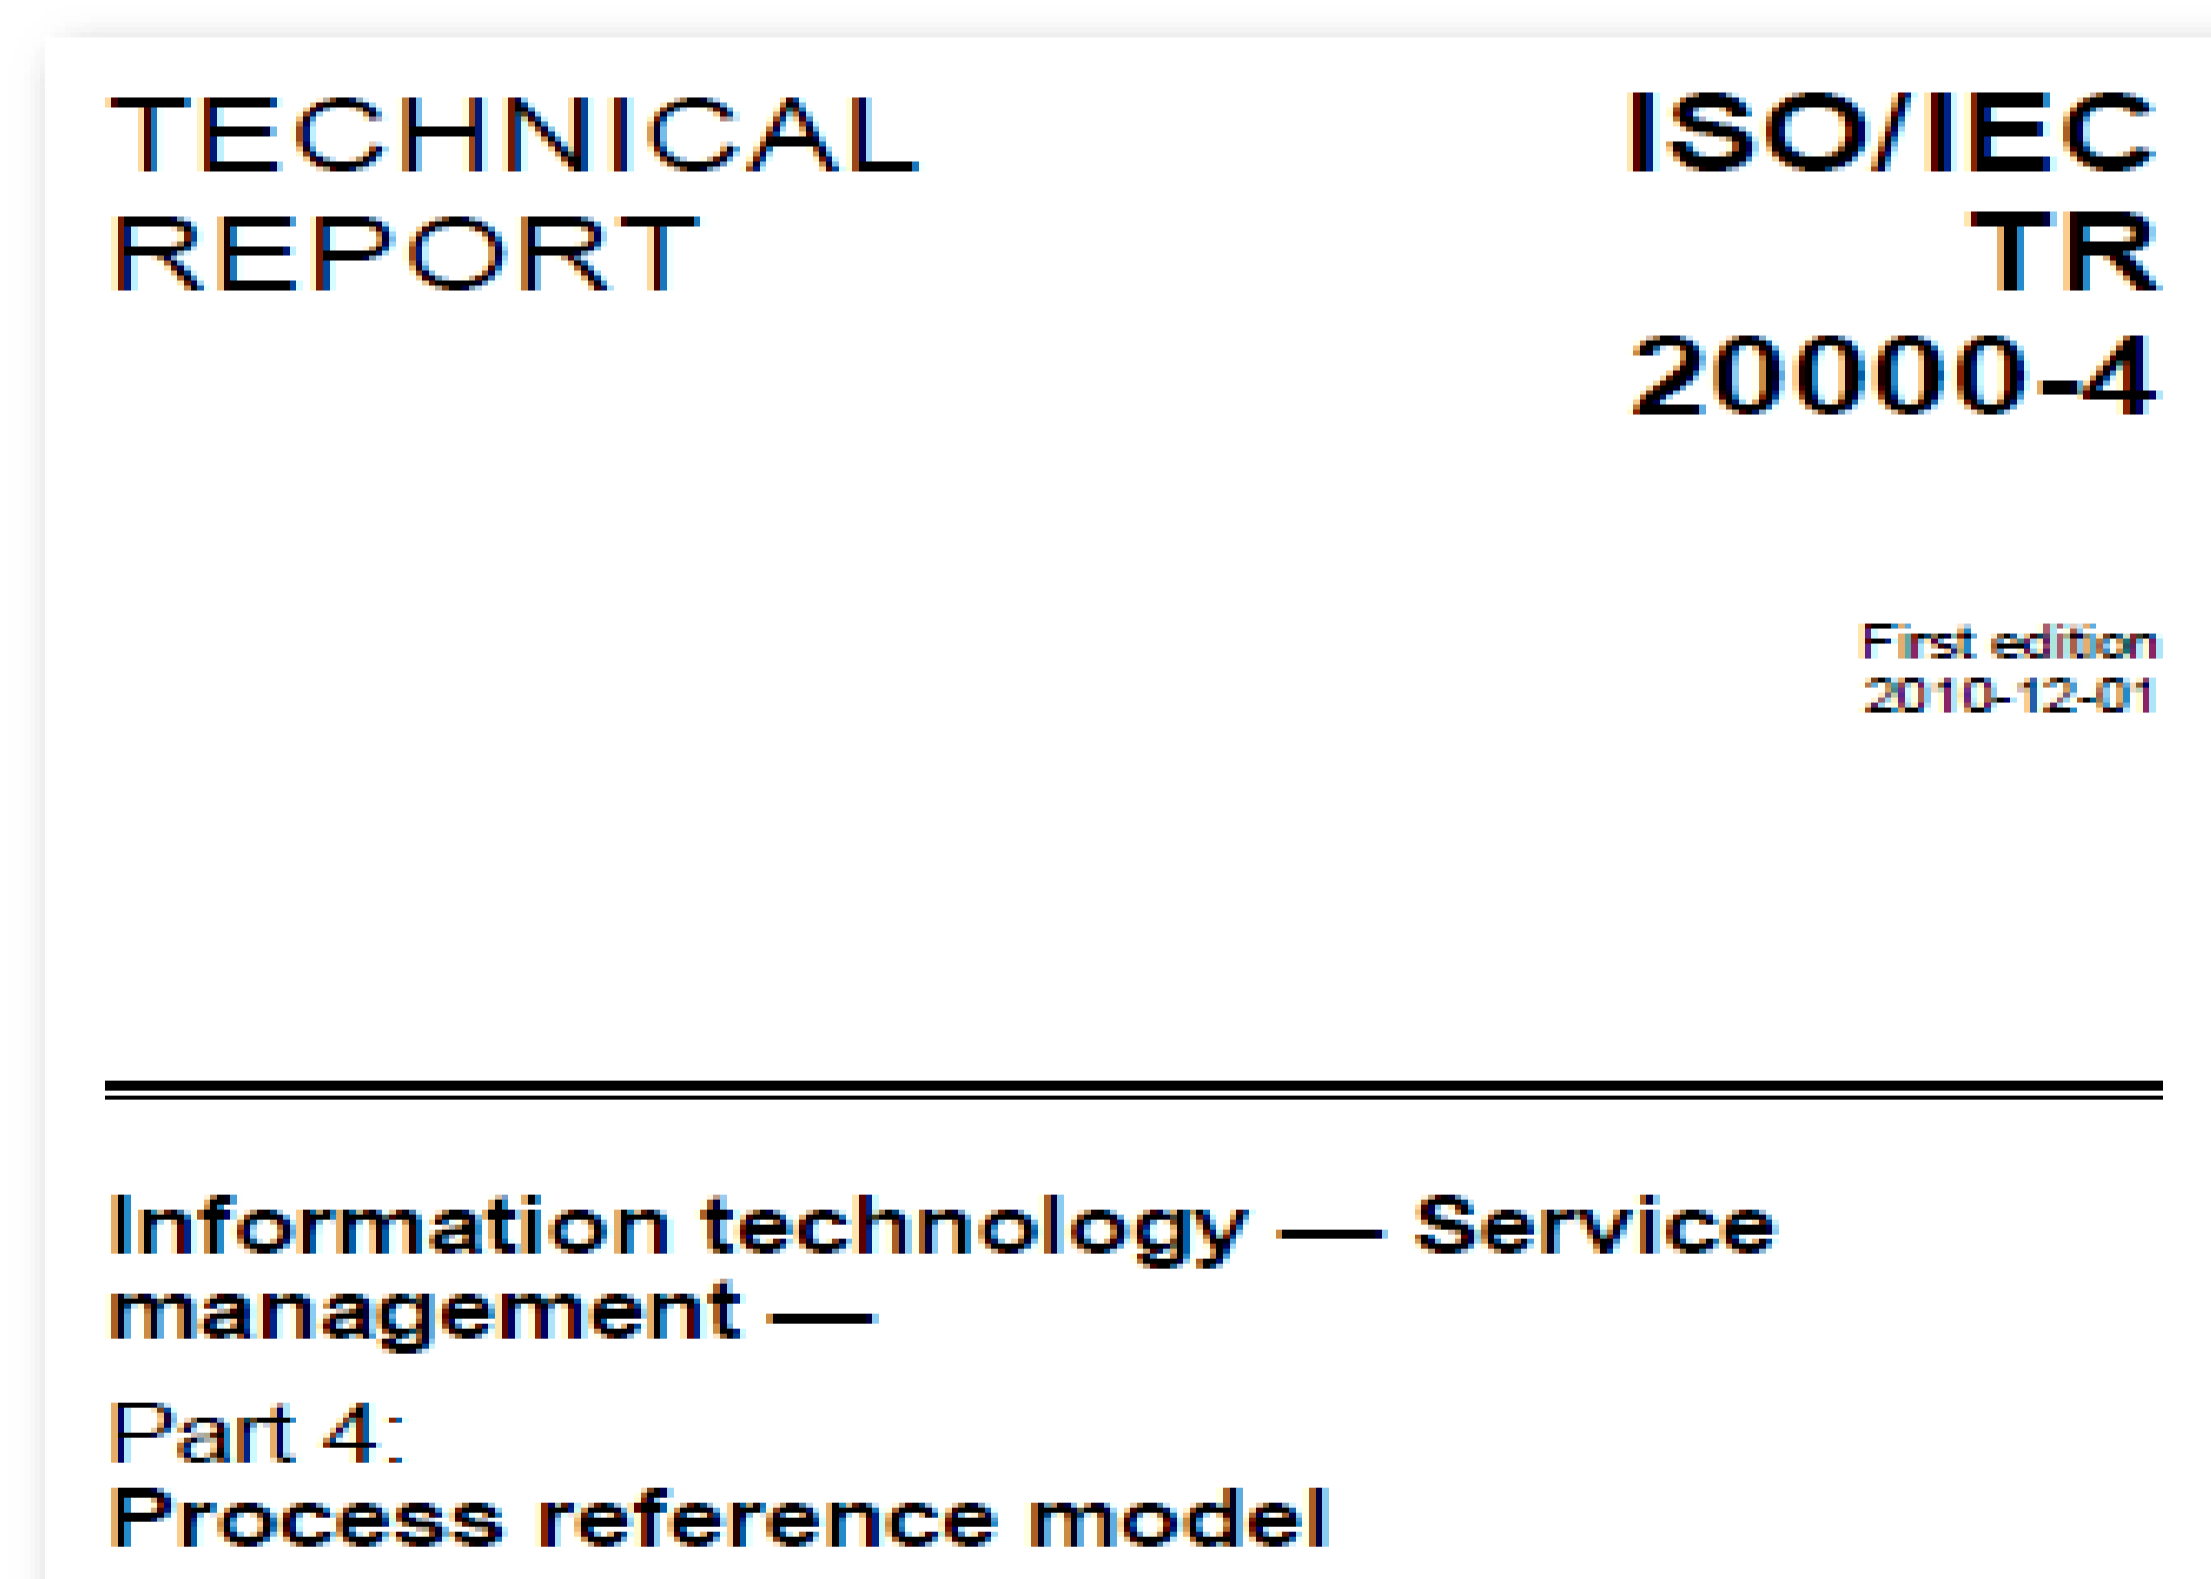 TECHNICAL
REPORT
ISO/IEC
TR
20000-4
First edition
2010-12-01
Information technology — Service
management —
Part 4:
Process reference model